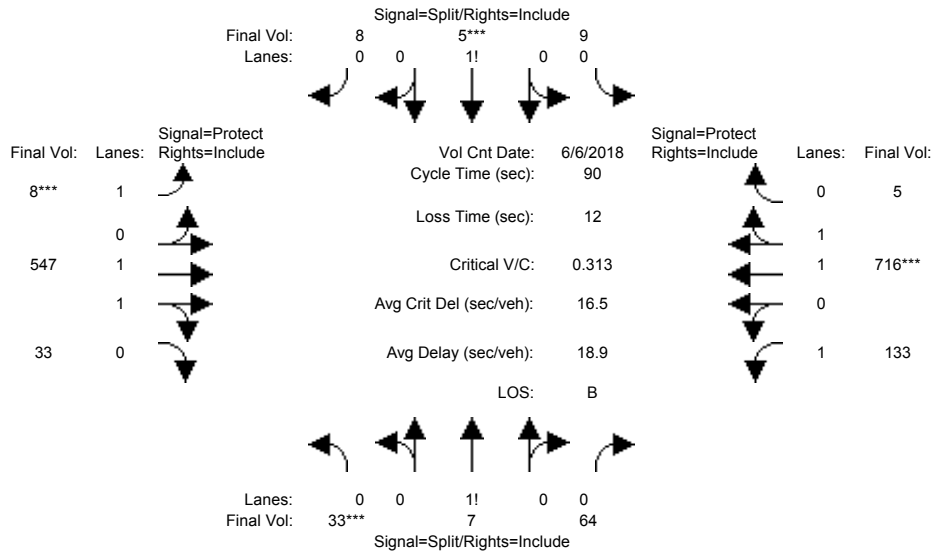 Signal=Split/Rights=Include
Final Vol: 8 5*** 9
Lanes: 0 0 1! 0 0
Signal=Protect Signal=Protect
Final Vol: Lanes: Rights=Include Vol Cnt Date: 6/6/2018 Rights=Include Lanes: Final Vol:
Cycle Time (sec): 90
8*** 1 0 5
Loss Time (sec): 12
0 1
547 1 Critical V/C: 0.313 1 716***
1 Avg Crit Del (sec/veh): 16.5 0
33 0 Avg Delay (sec/veh): 18.9 1 133
LOS: B
Lanes: 0 0 1! 0 0
Final Vol: 33*** 7 64
Signal=Split/Rights=Include